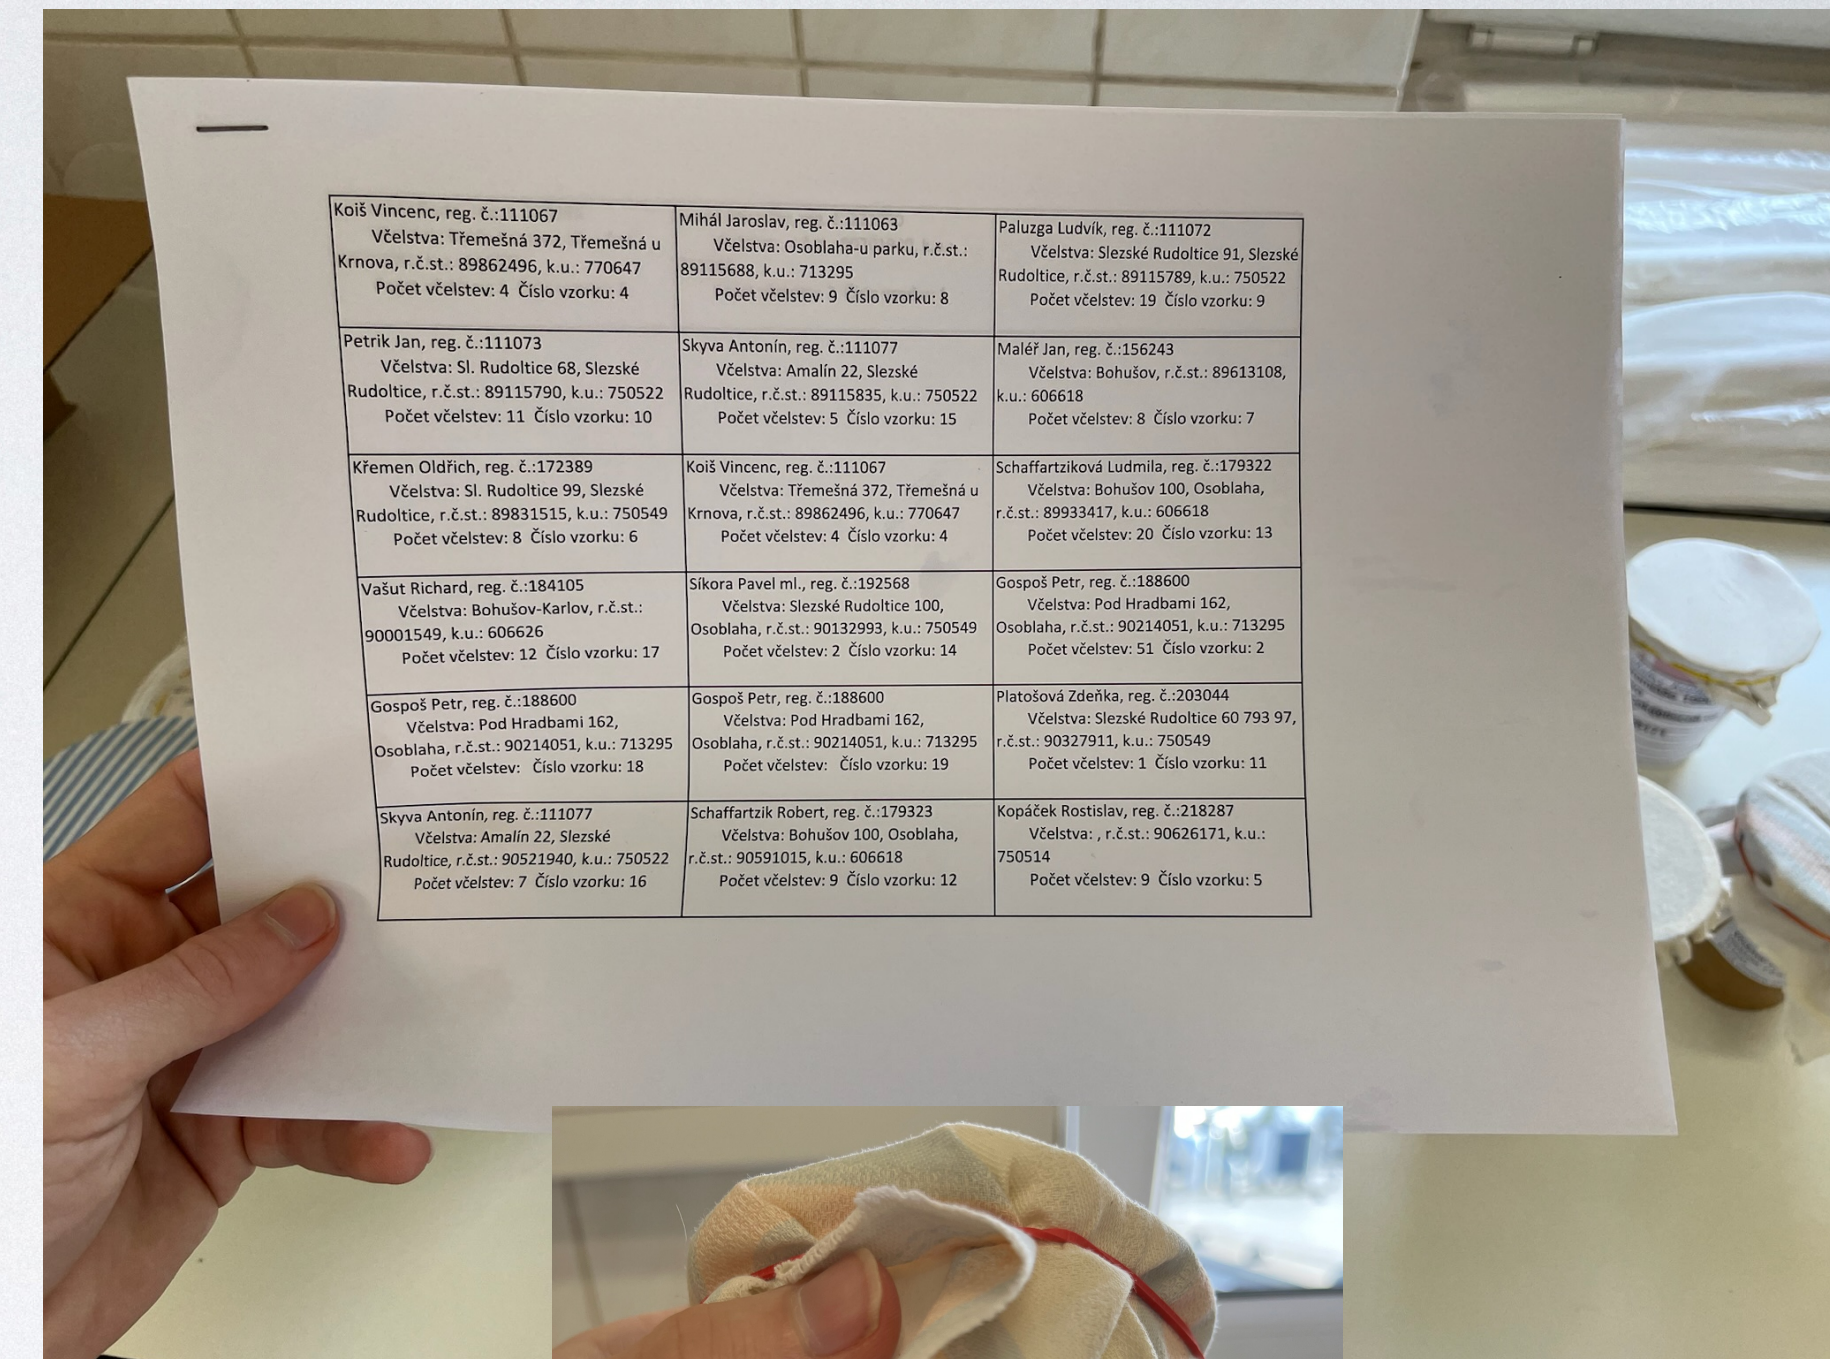 Koiš Vincenc, reg. č.:111067
Včelstva: Třemešná 372, Třemešná u
Krnova, r.č.st.: 89862496, k.u.: 770647
Počet včelstev: 4 Číslo vzorku: 4
Mihál Jaroslav, reg. č.:111063
Včelstva: Osoblaha-u parku, r.č.st.:
89115688, k.u.: 713295
Počet včelstev: 9 Číslo vzorku: 8
Paluzga Ludvík, reg. č.:111072
Včelstva: Slezské Rudoltice 91, Slezské
Rudoltice, r.č.st.: 89115789, k.u.: 750522
Počet včelstev: 19 Číslo vzorku: 9
Petrik Jan, reg. č.:111073
Včelstva: Sl. Rudoltice 68, Slezské
Rudoltice, r.č.st.: 89115790, k.u.: 750522
Počet včelstev: 11 Číslo vzorku: 10
Skyva Antonín, reg. č.:111077
Včelstva: Amalín 22, Slezské
Rudoltice, r.č.st.: 89115835, k.u.: 750522
Počet včelstev: 5 Číslo vzorku: 15
Maléř Jan, reg. č.:156243
Včelstva: Bohušov, r.č.st.: 89613108,
k.u.: 606618
Počet včelstev: 8 Číslo vzorku: 7
Křemen Oldřich, reg. č.:172389
Včelstva: Sl. Rudoltice 99, Slezské
Rudoltice, r.č.st.: 89831515, k.u.: 750549
Počet včelstev: 8 Číslo vzorku: 6
Koiš Vincenc, reg. č.:111067
Včelstva: Třemešná 372, Třemešná u
Krnova, r.č.st.: 89862496, k.u.: 770647
Počet včelstev: 4 Číslo vzorku: 4
Schaffartziková Ludmila, reg. č.:179322
Včelstva: Bohušov 100, Osoblaha,
r.č.st.: 89933417, k.u.: 606618
Počet včelstev: 20 Číslo vzorku: 13
Vašut Richard, reg. č.:184105
Včelstva: Bohušov-Karlov, r.č.st.:
90001549, k.u.: 606626
Počet včelstev: 12 Číslo vzorku: 17
Síkora Pavel ml., reg. č.:192568
Včelstva: Slezské Rudoltice 100,
Osoblaha, r.č.st.: 90132993, k.u.: 750549
Počet včelstev: 2 Číslo vzorku: 14
Gospoš Petr, reg. č.:188600
Včelstva: Pod Hradbami 162,
Osoblaha, r.č.st.: 90214051, k.u.: 713295
Počet včelstev: 51 Číslo vzorku: 2
Gospoš Petr, reg. č.:188600
Včelstva: Pod Hradbami 162,
Osoblaha, r.č.st.: 90214051, k.u.: 713295
Počet včelstev: Číslo vzorku: 18
Gospoš Petr, reg. č.:188600
Včelstva: Pod Hradbami 162,
Osoblaha, r.č.st.: 90214051, k.u.: 713295
Počet včelstev: Číslo vzorku: 19
Platošová Zdeňka, reg. č.:203044
Včelstva: Slezské Rudoltice 60 793 97,
r.č.st.: 90327911, k.u.: 750549
Počet včelstev: 1 Číslo vzorku: 11
Skyva Antonín, reg. č.:111077
Včelstva: Amalín 22, Slezské
Rudoltice, r.č.st.: 90521940, k.u.: 750522
Počet včelstev: 7 Číslo vzorku: 16
Schaffartzik Robert, reg. č.:179323
Včelstva: Bohušov 100, Osoblaha,
r.č.st.: 90591015, k.u.: 606618
Počet včelstev: 9 Číslo vzorku: 12
Kopáček Rostislav, reg. č.:218287
Včelstva: , r.č.st.: 90626171, k.u.:
750514
Počet včelstev: 9 Číslo vzorku: 5